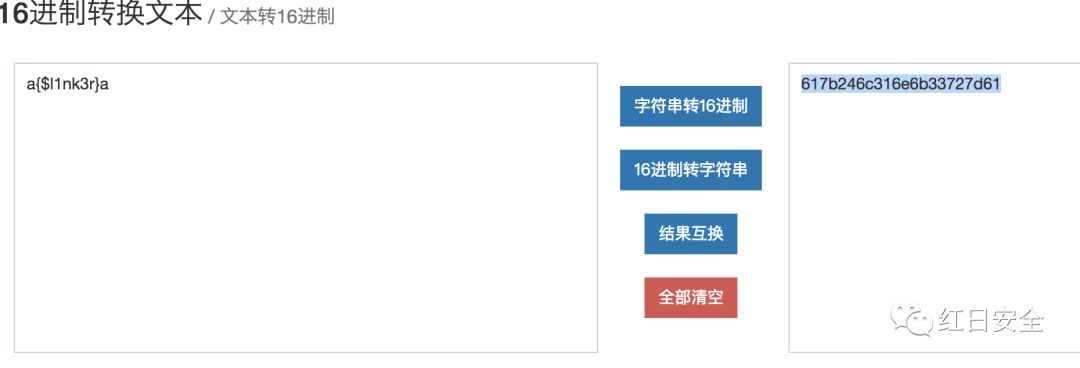 16进制转换文本 / 文本转16进制
a{$l1nk3r}a
617b246c316e6b33727d61
字符串转16进制
16进制转字符串
结果互换
全部清空
红日安全